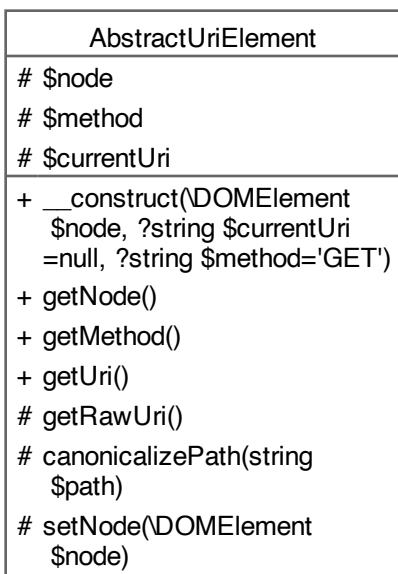 AbstractUriElement
# $node
# $method
# $currentUri
+ __construct(\DOMElement
$node, ?string $currentUri
=null, ?string $method='GET')
+ getNode()
+ getMethod()
+ getUri()
# getRawUri()
# canonicalizePath(string
$path)
# setNode(\DOMElement
$node)